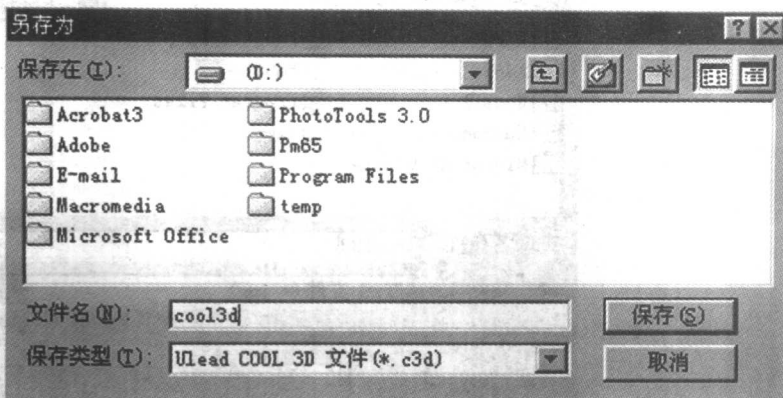 另存为
保存在(I): (D:)
Acrobat3 PhotoTools 3.0
Adobe Pm65
E-mail Program Files
Macromedia temp
Microsoft Office
文件名(N): cool3d 保存(S)
保存类型(T): Ulead COOL 3D 文件(*.c3d) 取消